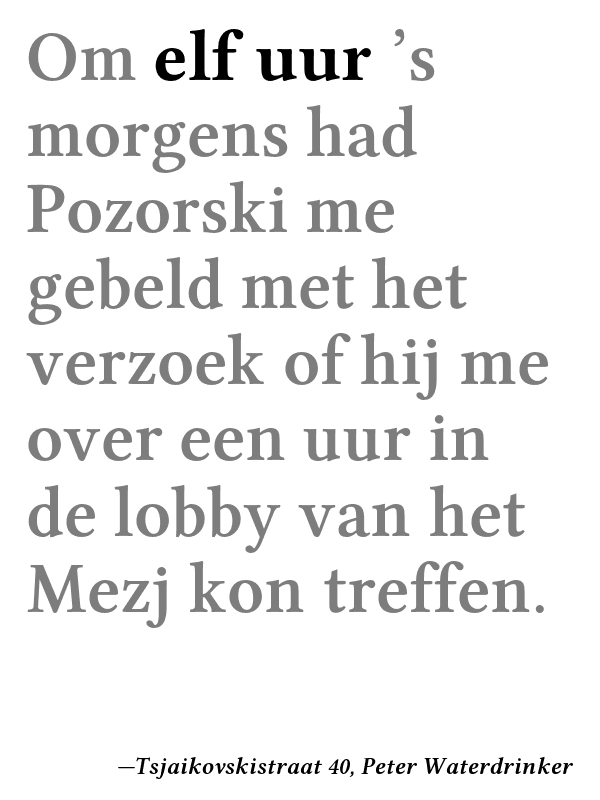 Om elf uur ’s
morgens had
Pozorski me
gebeld met het
verzoek of hij me
over een uur in
de lobby van het
Mezj kon treffen.
—Tsjaikovskistraat 40, Peter Waterdrinker